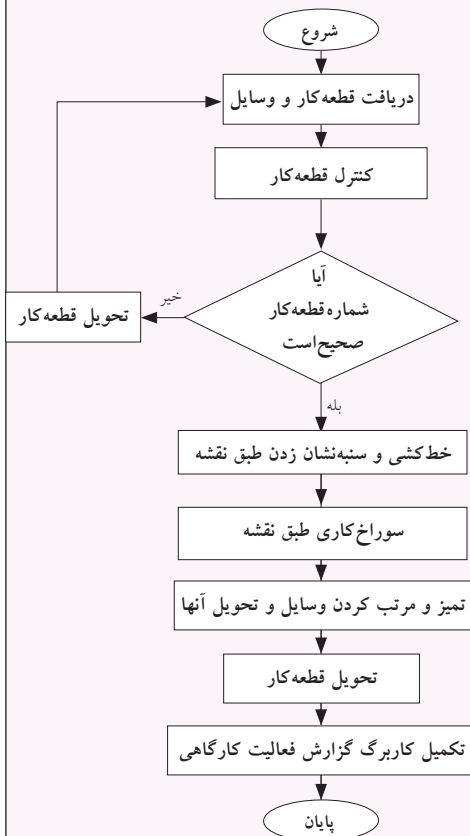 شروع
دریافت قطعه‌کار و وسایل
کنترل قطعه‌کار
آیا
شماره قطعه‌کار
صحیح است
خیر
تحویل قطعه‌کار
بله
خط‌کشی و سنبه‌نشان زدن طبق نقشه
سوراخ‌کاری طبق نقشه
تمیز و مرتب کردن وسایل و تحویل آنها
تحویل قطعه‌کار
تکمیل کاربرگ گزارش فعالیت کارگاهی
پایان